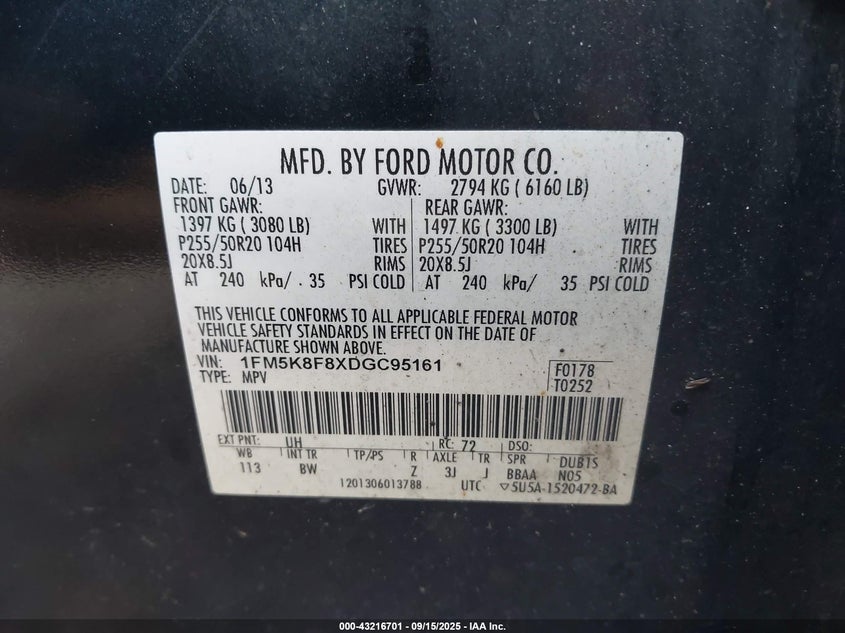 MFD. BY FORD MOTOR CO.
DATE: 06/13 GVWR: 2794 KG ( 6160 LB)
FRONT GAWR: REAR GAWR:
1397 KG ( 3080 LB) WITH 1497 KG ( 3300 LB) WITH
P255/50R20 104H TIRES P255/50R20 104H TIRES
20X8.5J RIMS 20X8.5J RIMS
AT 240 kPa/ 35 PSI COLD AT 240 kPa/ 35 PSI COLD
THIS VEHICLE CONFORMS TO ALL APPLICABLE FEDERAL MOTOR
VEHICLE SAFETY STANDARDS IN EFFECT ON THE DATE OF
MANUFACTURE SHOWN ABOVE.
VIN: 1FM5K8F8XDGC95161 F0178
TYPE: MPV T0252
EXT PNT: UH RC: 72 DSO:
WB INT TR TP/PS R AXLE TR SPR DUB1S
113 BW Z 3J J BBAA N05
1201306013788 UTC ▽5U5A-1520472-BA
000-43216701 - 09/15/2025 - IAA Inc.